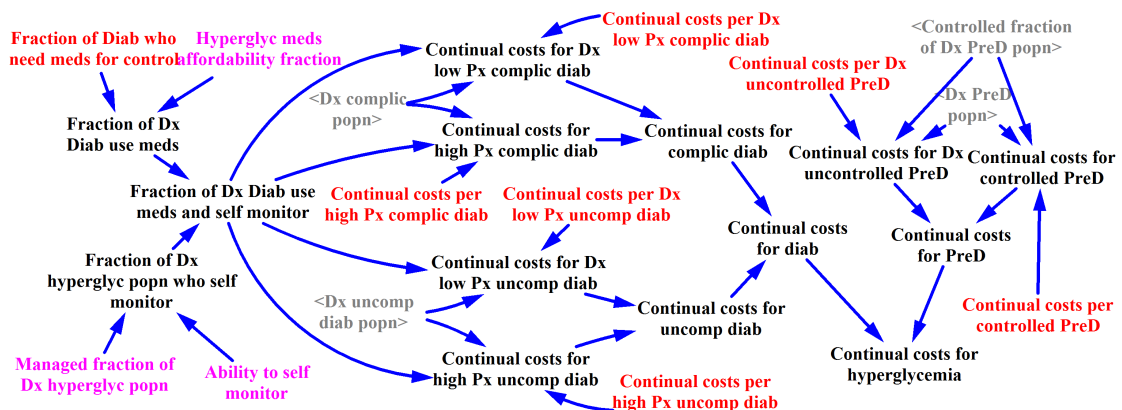 Fraction of Diab who
need meds for control
Hyperglyc meds
affordability fraction
Fraction of Dx
Diab use meds
Fraction of Dx Diab use
meds and self monitor
Fraction of Dx
hyperglyc popn who self
monitor
Managed fraction of
Dx hyperglyc popn
Ability to self
monitor
Continual costs for Dx
low Px complic diab
Continual costs per Dx
low Px complic diab
<Dx complic
popn>
Continual costs for
high Px complic diab
Continual costs per
high Px complic diab
Continual costs per Dx
low Px uncomp diab
Continual costs for Dx
low Px uncomp diab
<Dx uncomp
diab popn>
Continual costs for
high Px uncomp diab
Continual costs per
high Px uncomp diab
Continual costs for
complic diab
Continual costs for
uncomp diab
Continual costs
for diab
Continual costs per Dx
uncontrolled PreD
<Controlled fraction
of Dx PreD popn>
<Dx PreD
popn>
Continual costs for Dx
uncontrolled PreD
Continual costs for
controlled PreD
Continual costs
for PreD
Continual costs per
controlled PreD
Continual costs for
hyperglycemia